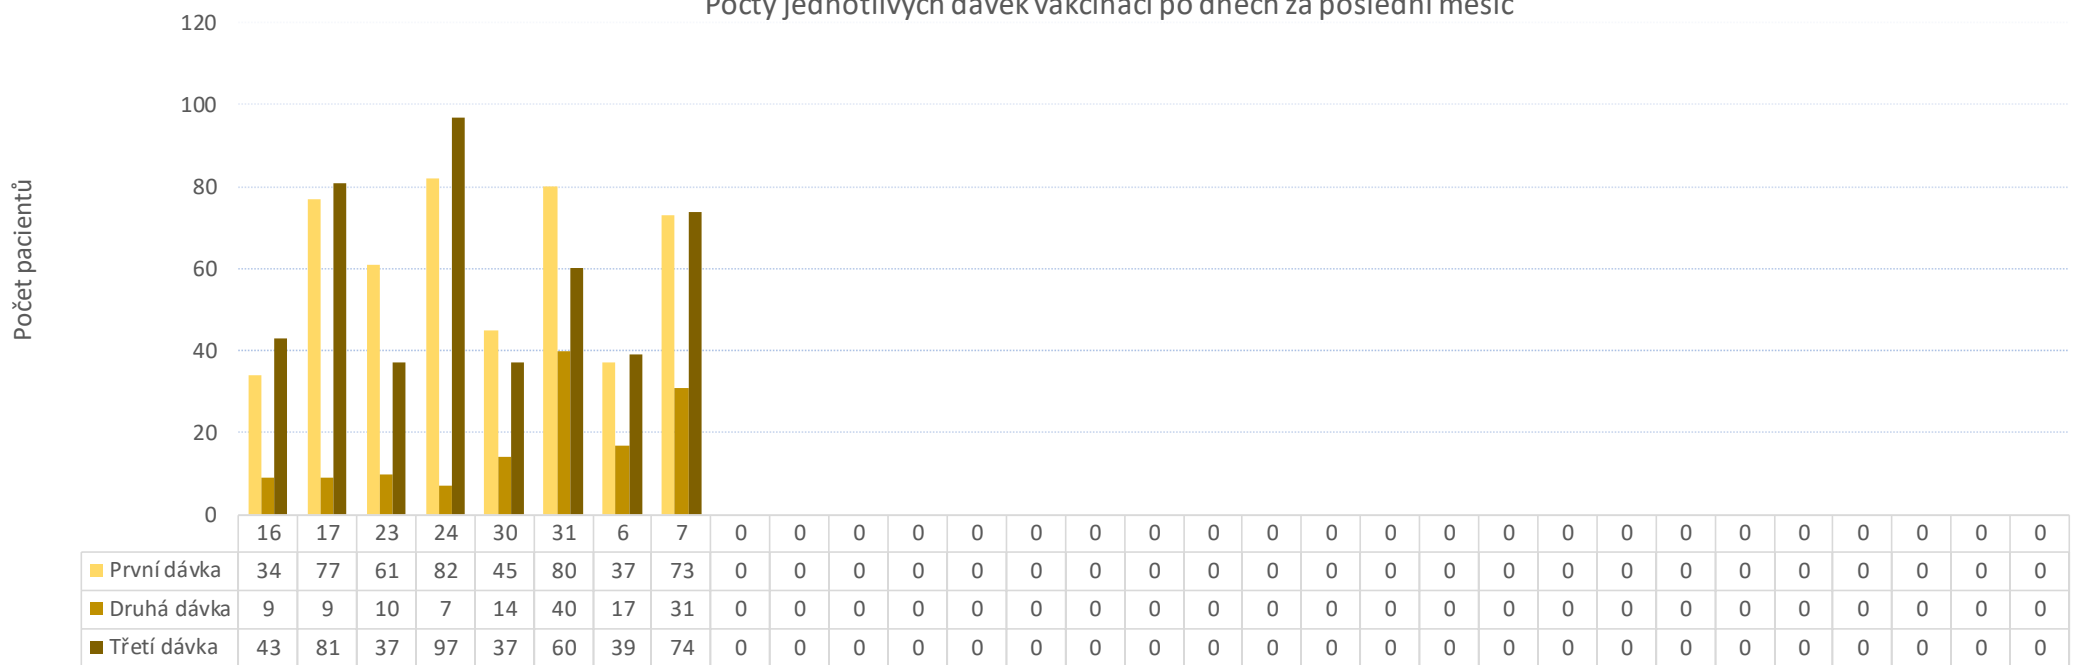 Počty jednotlivých dávek vakcinací po dnech za poslední měsíc
120
100
80
60
40
20
0
Počet pacientů
16 17 23 24 30 31 6 7 0 0 0 0 0 0 0 0 0 0 0 0 0 0 0 0 0 0 0 0 0 0 0
První dávka 34 77 61 82 45 80 37 73 0 0 0 0 0 0 0 0 0 0 0 0 0 0 0 0 0 0 0 0 0 0 0
Druhá dávka 9 9 10 7 14 40 17 31 0 0 0 0 0 0 0 0 0 0 0 0 0 0 0 0 0 0 0 0 0 0 0
Třetí dávka 43 81 37 97 37 60 39 74 0 0 0 0 0 0 0 0 0 0 0 0 0 0 0 0 0 0 0 0 0 0 0